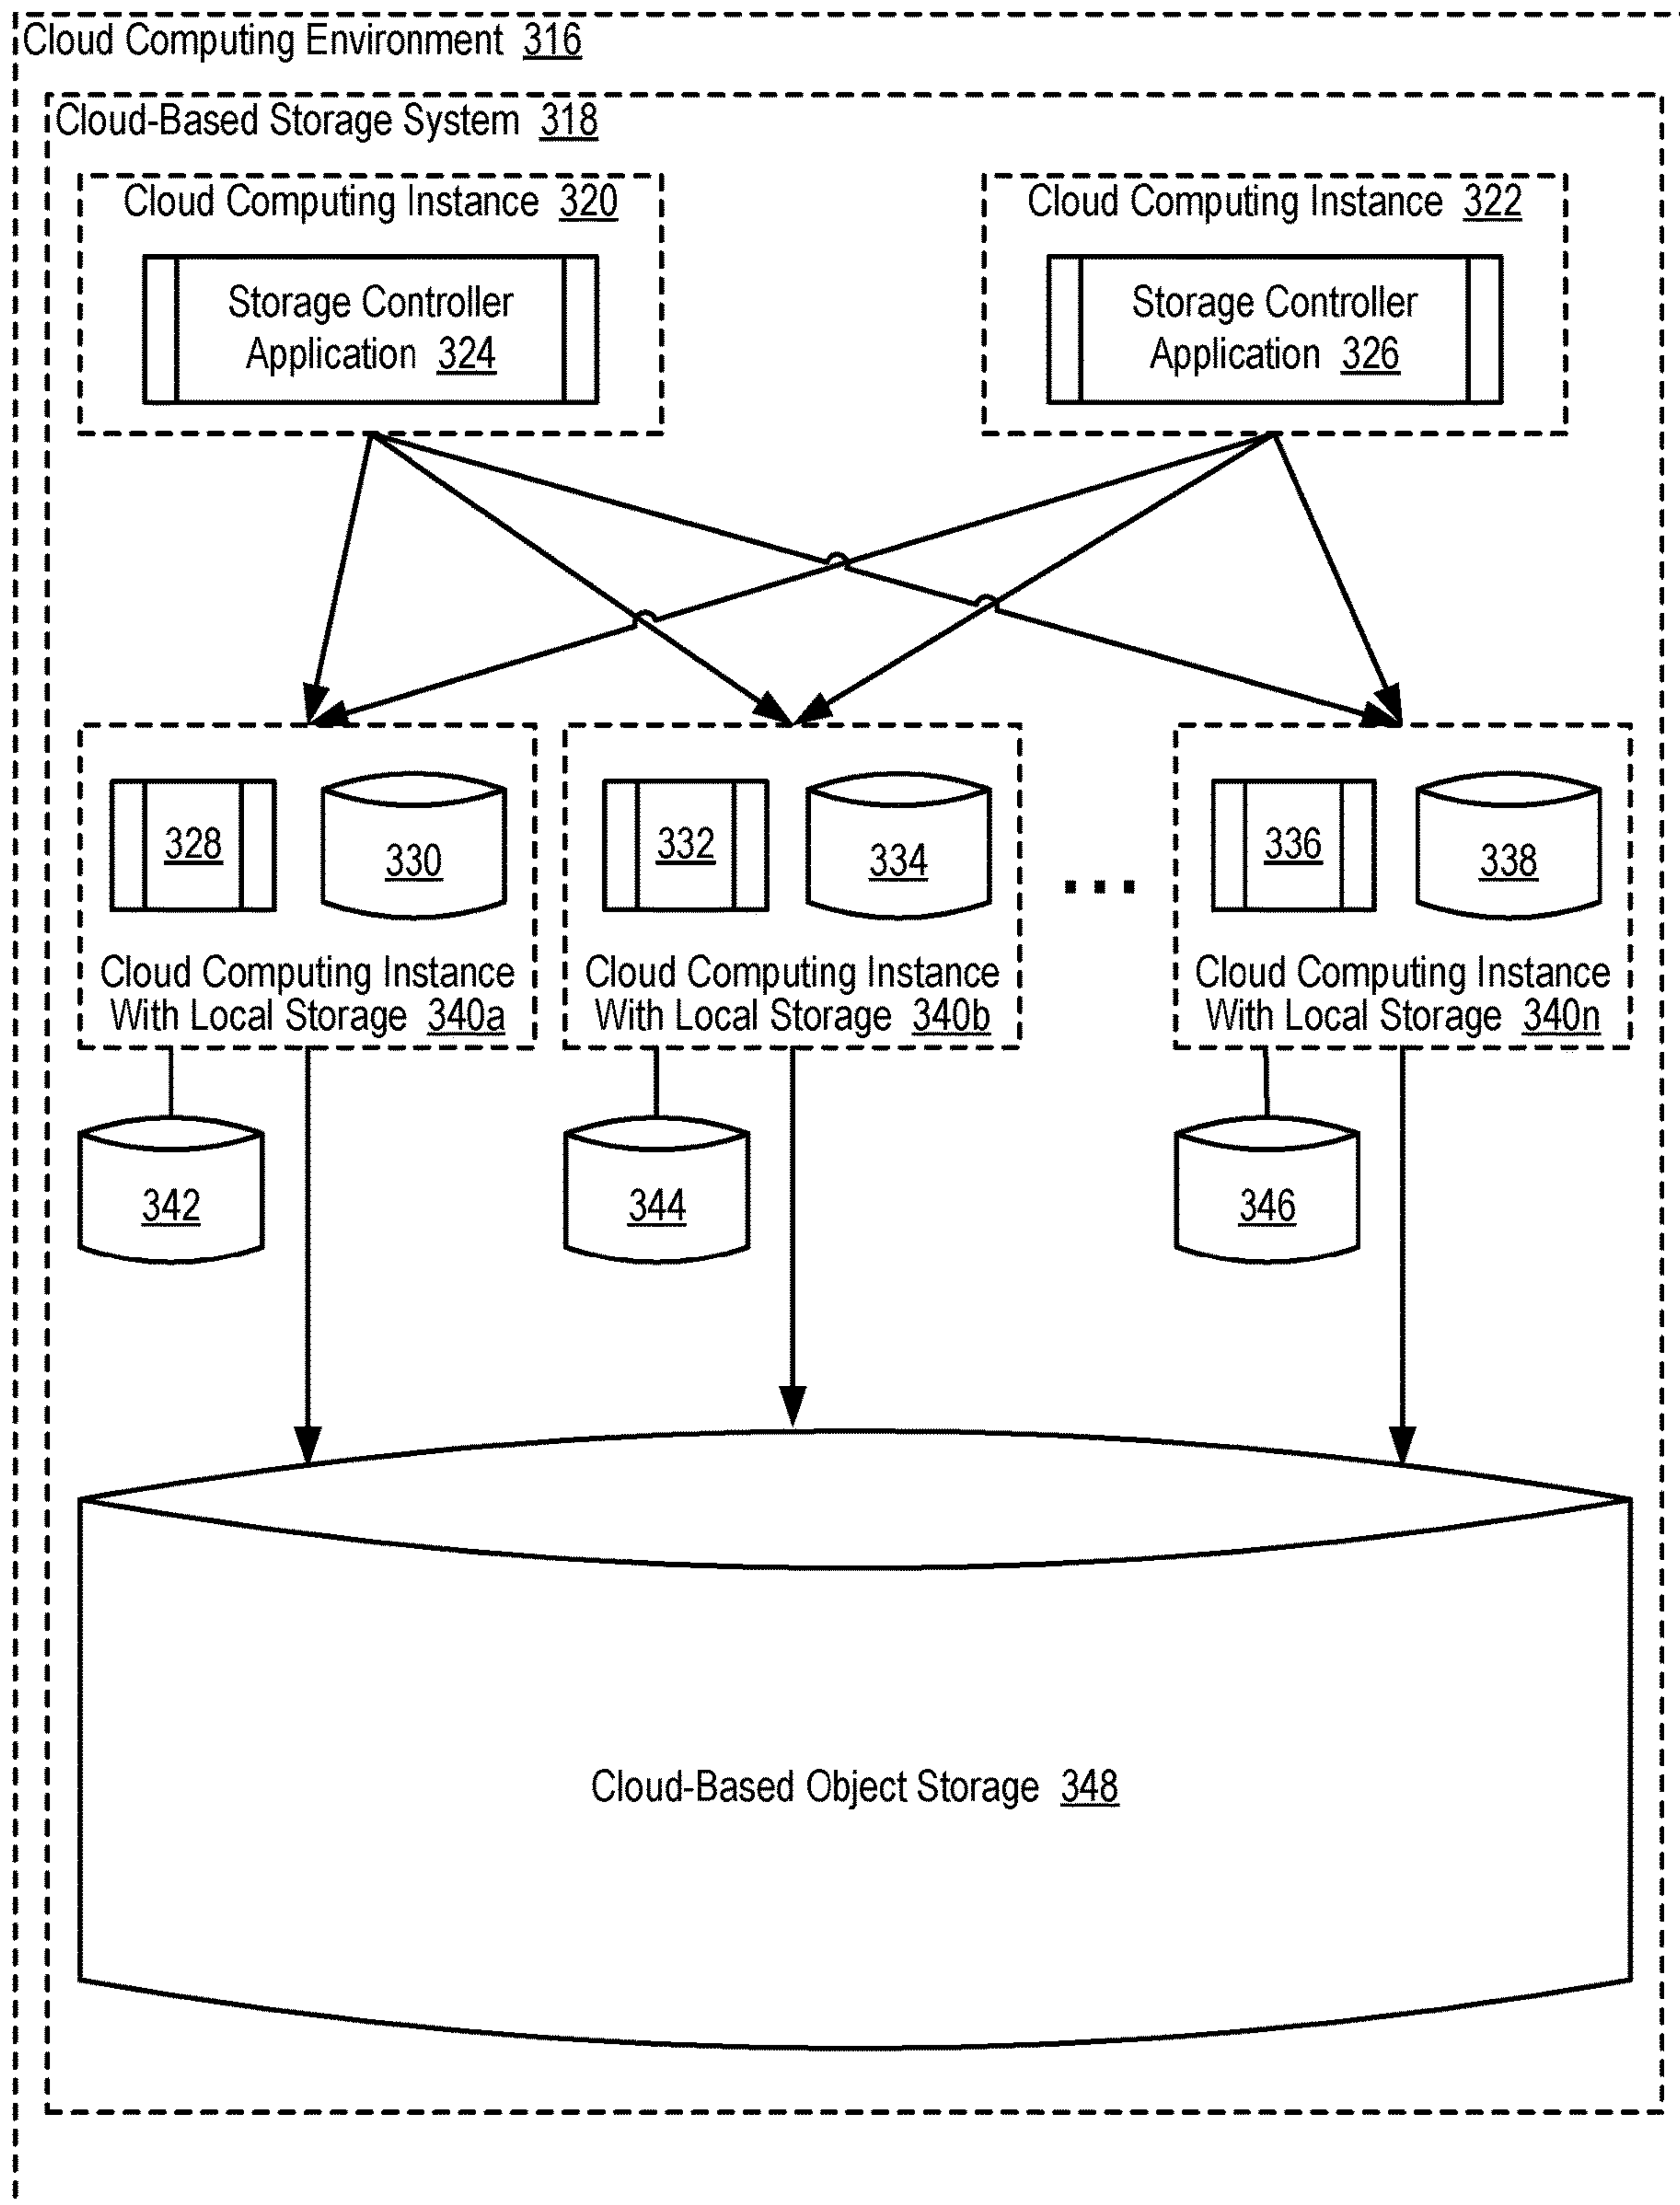 Cloud Computing Environment 316
Cloud-Based Storage System 318
Cloud Computing Instance 320
Storage Controller
Application 324
Cloud Computing Instance 322
Storage Controller
Application 326
328
330
Cloud Computing Instance
With Local Storage 340a
332
334
Cloud Computing Instance
With Local Storage 340b
...
336
338
Cloud Computing Instance
With Local Storage 340n
342
344
346
Cloud-Based Object Storage 348